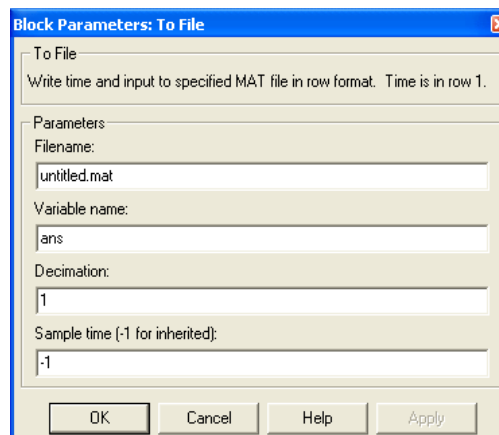 Block Parameters: To File
To File
Write time and input to specified MAT file in row format. Time is in row 1.
Parameters
Filename:
untitled.mat
Variable name:
ans
Decimation:
1
Sample time (-1 for inherited):
-1
OK Cancel Help Apply